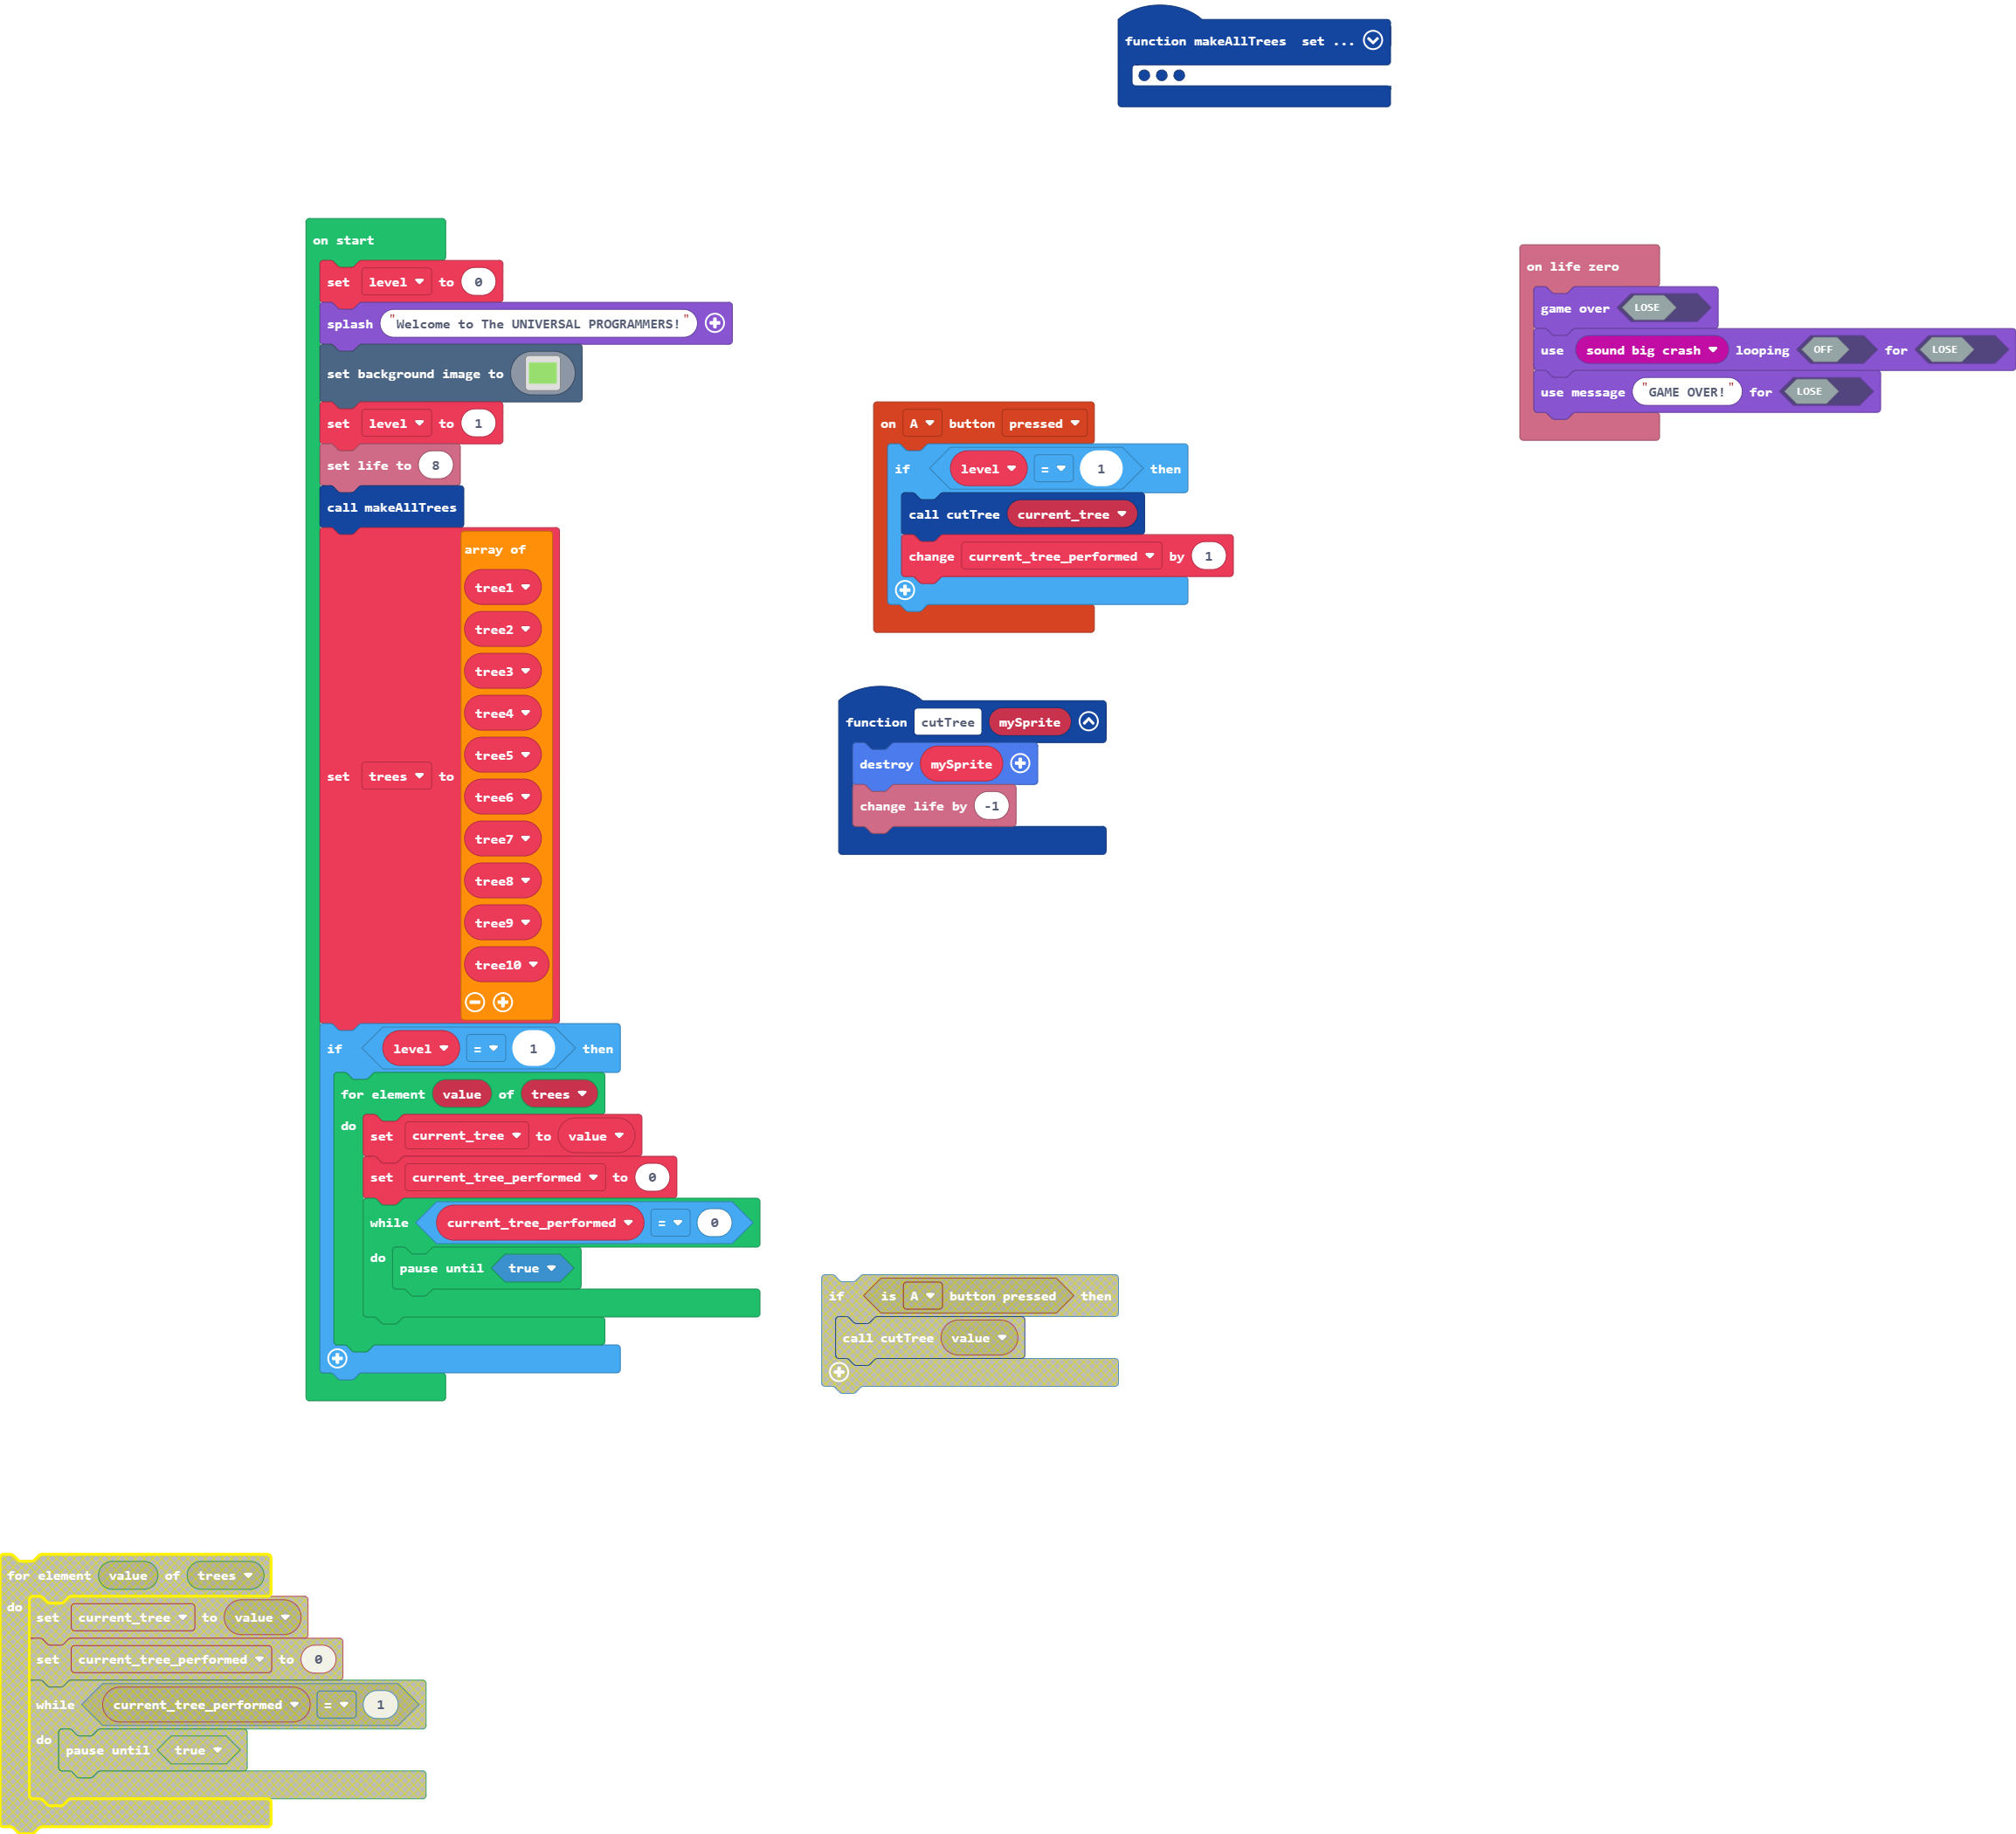 function makeAllTrees set ...
on start
set level to 0
splash "Welcome to The UNIVERSAL PROGRAMMERS!"
set background image to
set level to 1
set life to 8
call makeAllTrees
set trees to array of
tree1
tree2
tree3
tree4
tree5
tree6
tree7
tree8
tree9
tree10
if level = 1 then
for element value of trees
do
set current_tree to value
set current_tree_performed to 0
while current_tree_performed = 0
do
pause until true
on A button pressed
if level = 1 then
call cutTree current_tree
change current_tree_performed by 1
function cutTree mySprite
destroy mySprite
change life by -1
on life zero
game over LOSE
use sound big crash looping OFF for LOSE
use message "GAME OVER!" for LOSE
if is A button pressed then
call cutTree value
for element value of trees
do
set current_tree to value
set current_tree_performed to 0
while current_tree_performed = 1
do
pause until true